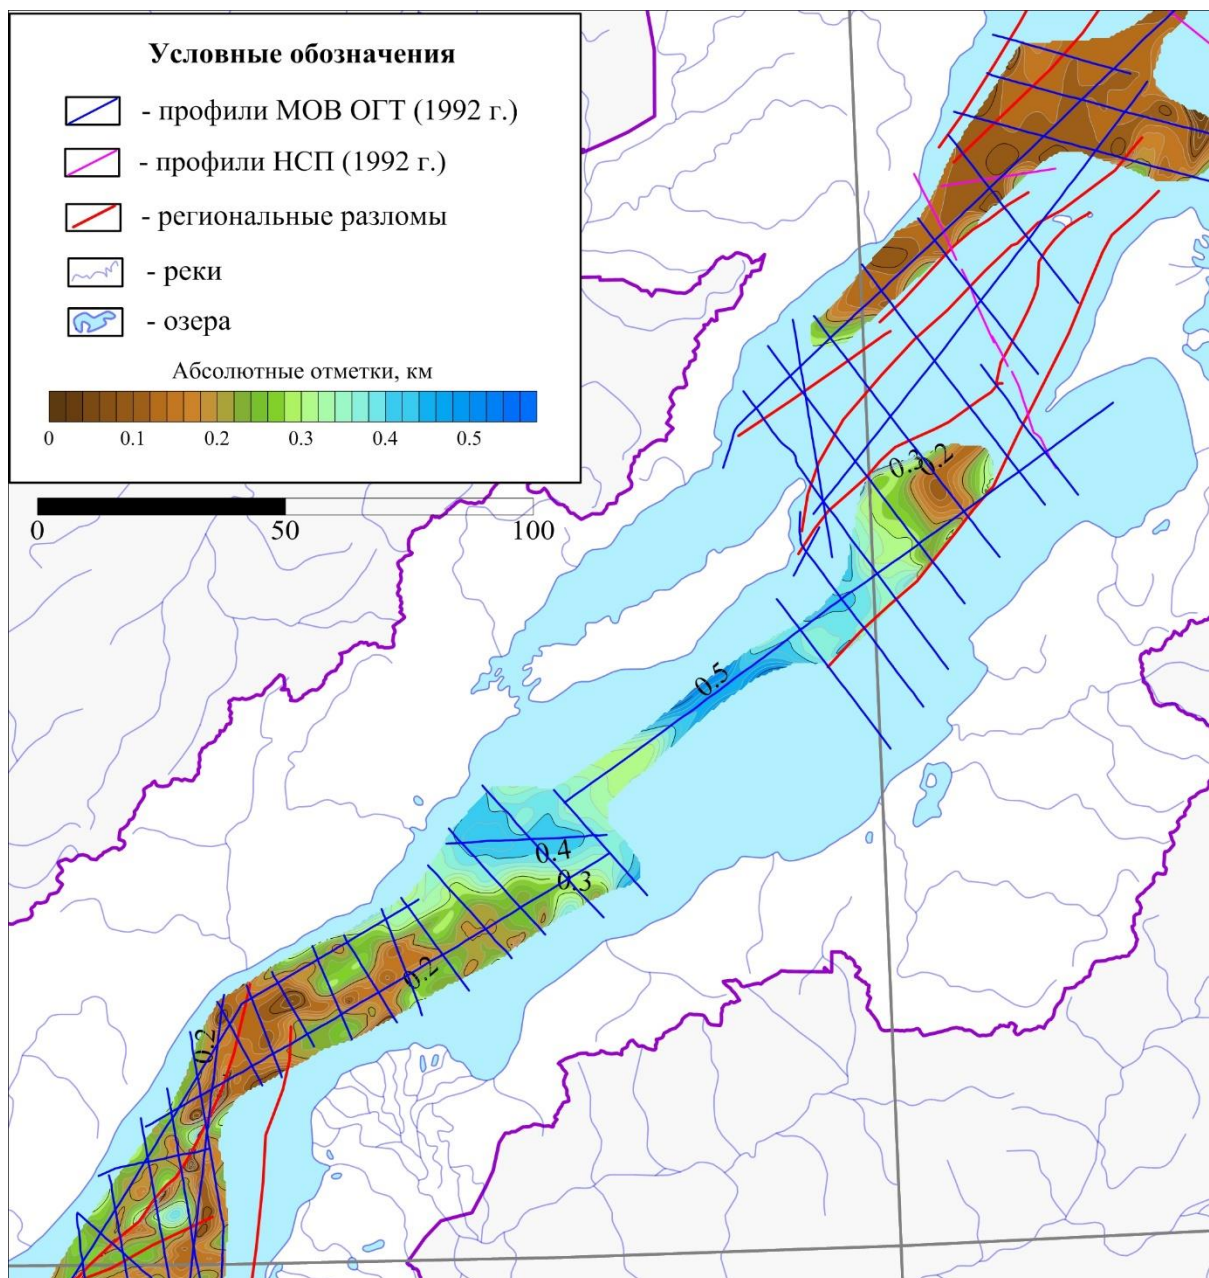 Условные обозначения
- профили МОВ ОГТ (1992 г.)
- профили НСП (1992 г.)
- региональные разломы
- реки
- озера
Абсолютные отметки, км
0 0.1 0.2 0.3 0.4 0.5
0 50 100
0.3 0.2
0.5
0.4
0.3
0.2
0.2